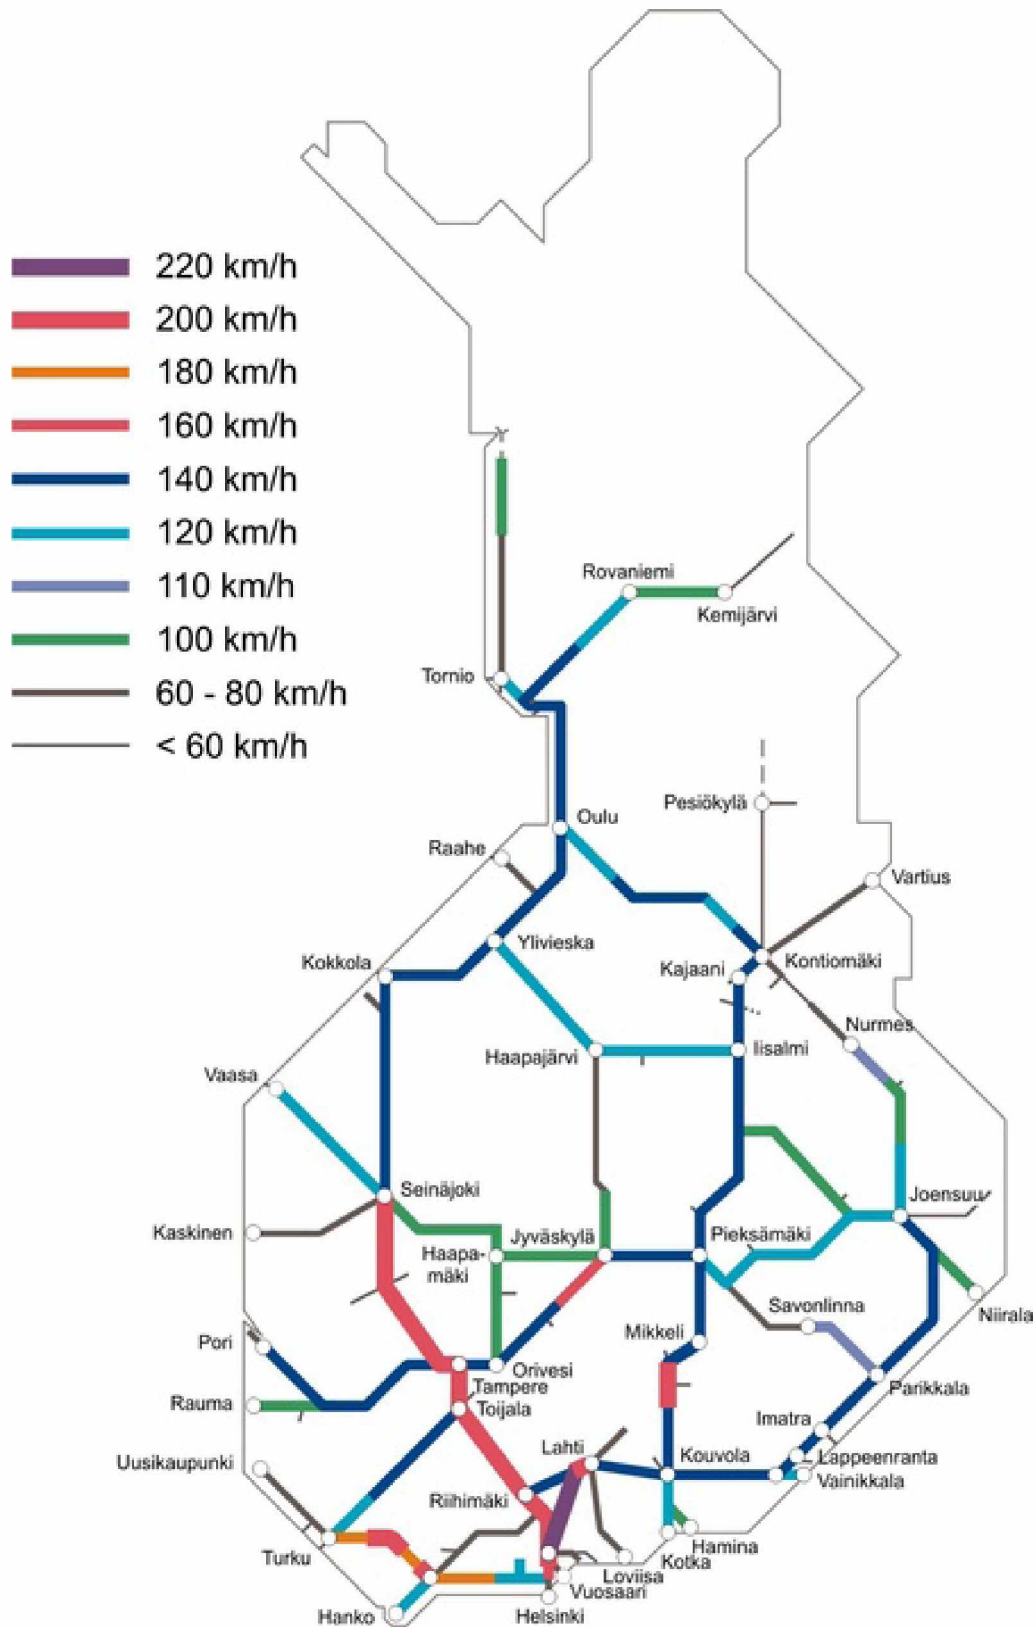 220 km/h
200 km/h
180 km/h
160 km/h
140 km/h
120 km/h
110 km/h
100 km/h
60 - 80 km/h
< 60 km/h
Rovaniemi
Kemijärvi
Tornio
Pesiökylä
Oulu
Raahe
Vartius
Ylivieska
Kokkola
Kajaani
Kontiomäki
Nurmes
Haapajärvi
Iisalmi
Vaasa
Seinäjoki
Joensuu
Kaskinen
Jyväskylä
Pieksämäki
Haapa-
mäki
Savonlinna
Niirala
Pori
Mikkeli
Orivesi
Tampere
Parikkala
Rauma
Toijala
Imatra
Lahti
Kouvola
Lappeenranta
Uusikaupunki
Vainikkala
Riihimäki
Turku
Hamina
Kotka
Loviisa
Vuosaari
Hanko
Helsinki